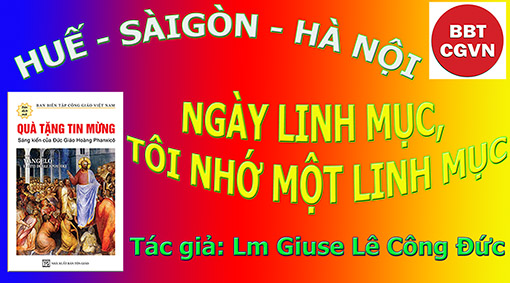 HUẾ - SÀIGÒN - HÀ NỘI
BBT
CGVN
BAN BIÊN TẬP CÔNG GIÁO VIỆT NAM
QUÀ TẶNG TIN MỪNG
Sáng kiến của Đức Giáo Hoàng Phanxicô
NGÀY LINH MỤC,
TÔI NHỚ MỘT LINH MỤC
Tác giả: Lm Giuse Lê Công Đức